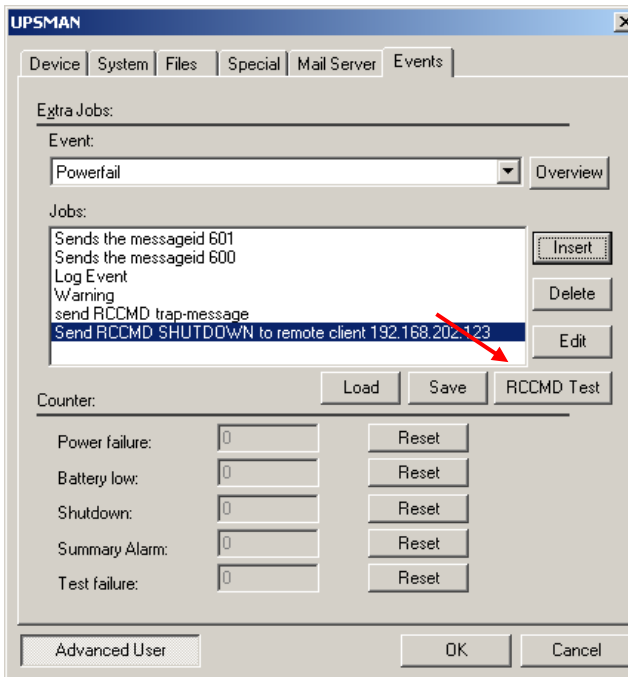 UPSMAN
Device System Files Special Mail Server Events
Extra Jobs:
Event:
Powerfail Overview
Jobs:
Sends the messageid 601
Sends the messageid 600
Log Event
Warning
send RCCMD trap-message
Send RCCMD SHUTDOWN to remote client 192.168.202.123
Insert
Delete
Edit
Load Save RCCMD Test
Counter:
Power failure: 0 Reset
Battery low: 0 Reset
Shutdown: 0 Reset
Summary Alarm: 0 Reset
Test failure: 0 Reset
Advanced User OK Cancel